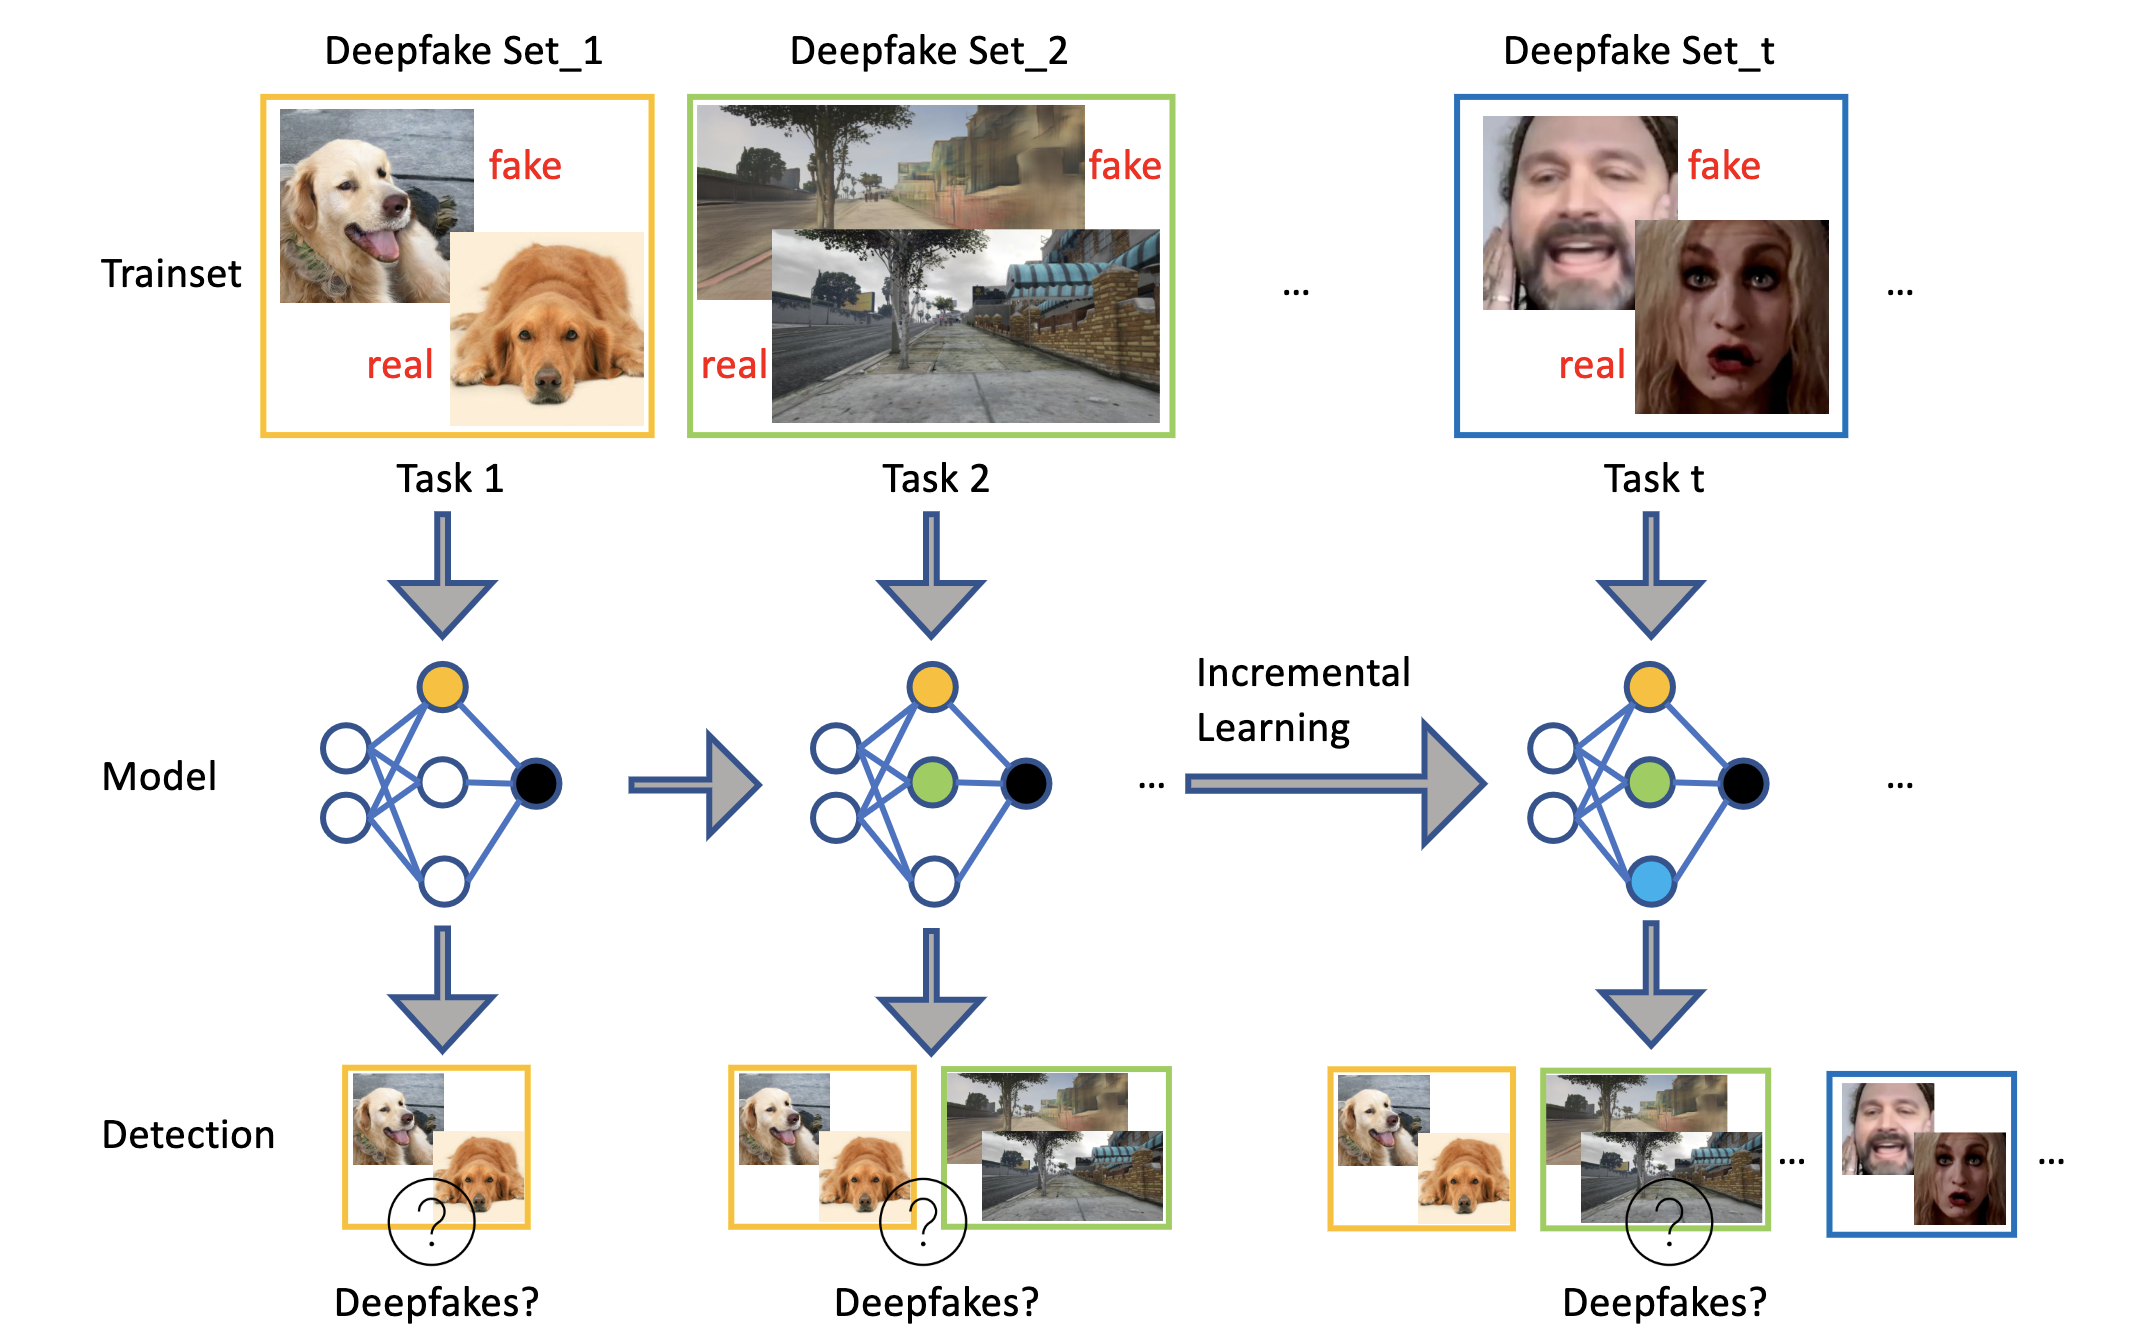 Deepfake Set_1
Deepfake Set_2
Deepfake Set_t
Trainset
fake
real
fake
real
...
fake
real
...
Task 1
Task 2
Task t
Model
...
Incremental
Learning
...
Detection
...
...
?
?
?
Deepfakes?
Deepfakes?
Deepfakes?